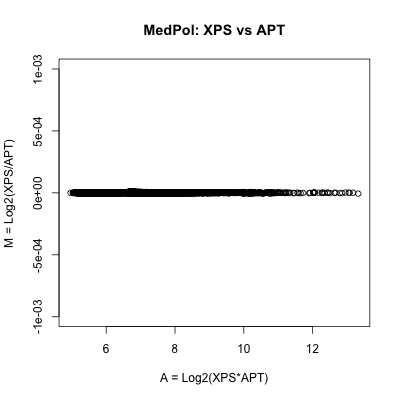 MedPol: XPS vs APT
1e-03
5e-04
0e+00
-5e-04
-1e-03
M = Log2(XPS/APT)
6 8 10 12
A = Log2(XPS*APT)